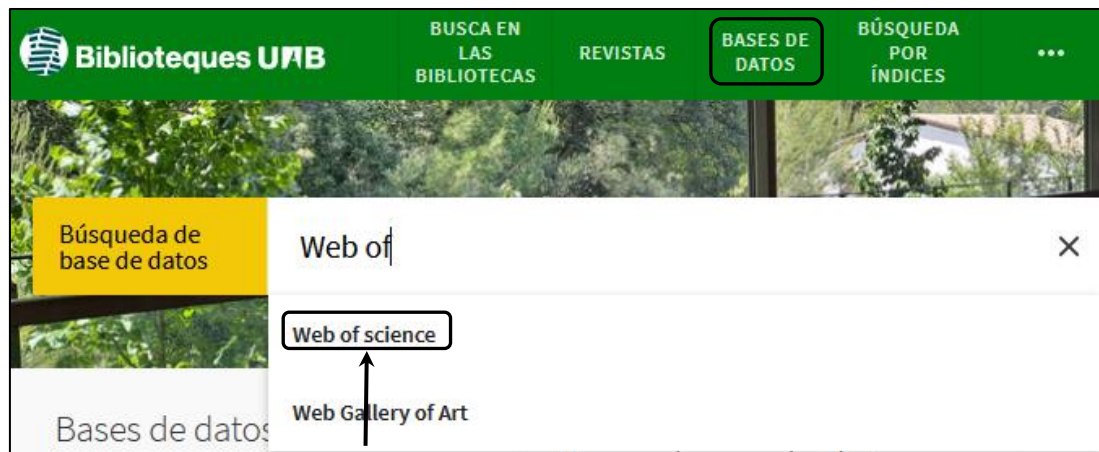 Biblioteques UAB
BUSCA EN
LAS
BIBLIOTECAS
REVISTAS
BASES DE
DATOS
BÚSQUEDA
POR
ÍNDICES
Búsqueda de
base de datos
Web of
Web of science
Web Gallery of Art
Bases de datos